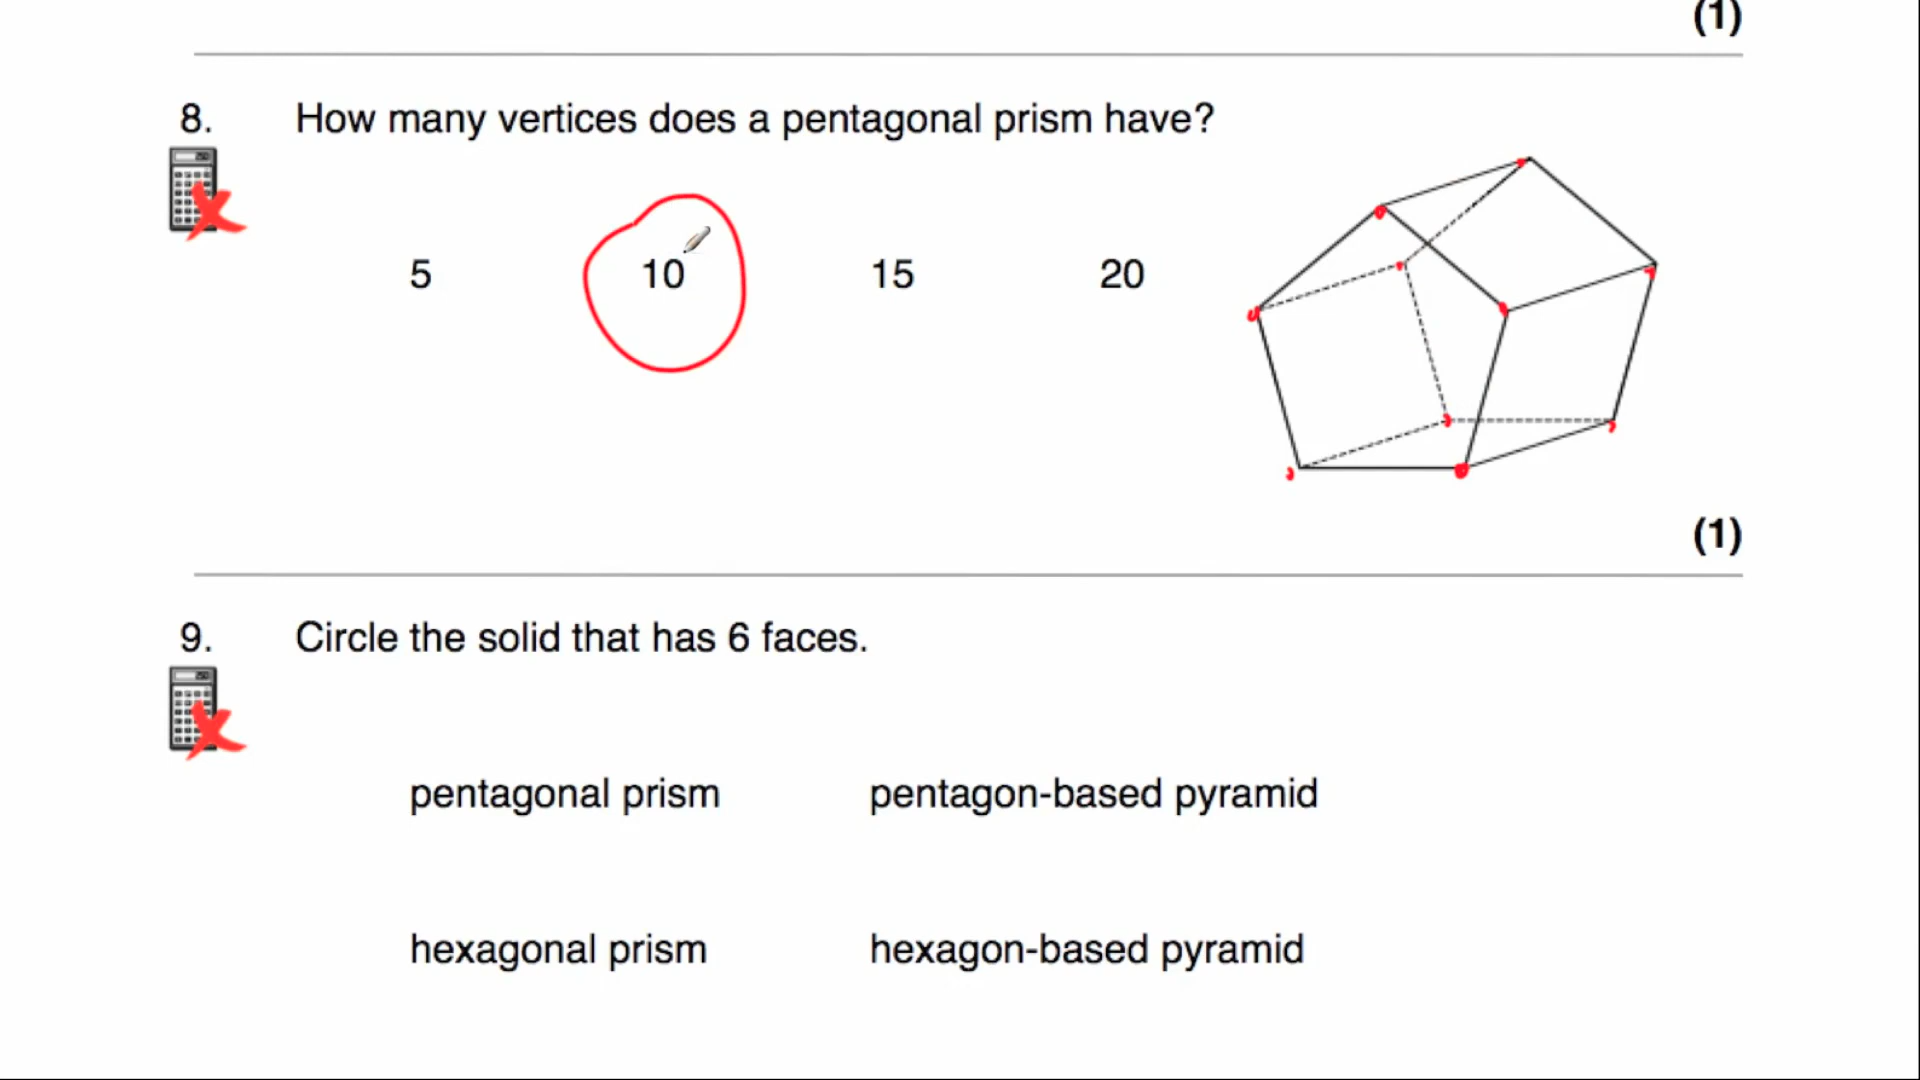 (1)
8. How many vertices does a pentagonal prism have?
5 10 15 20
(1)
9. Circle the solid that has 6 faces.
pentagonal prism pentagon-based pyramid
hexagonal prism hexagon-based pyramid